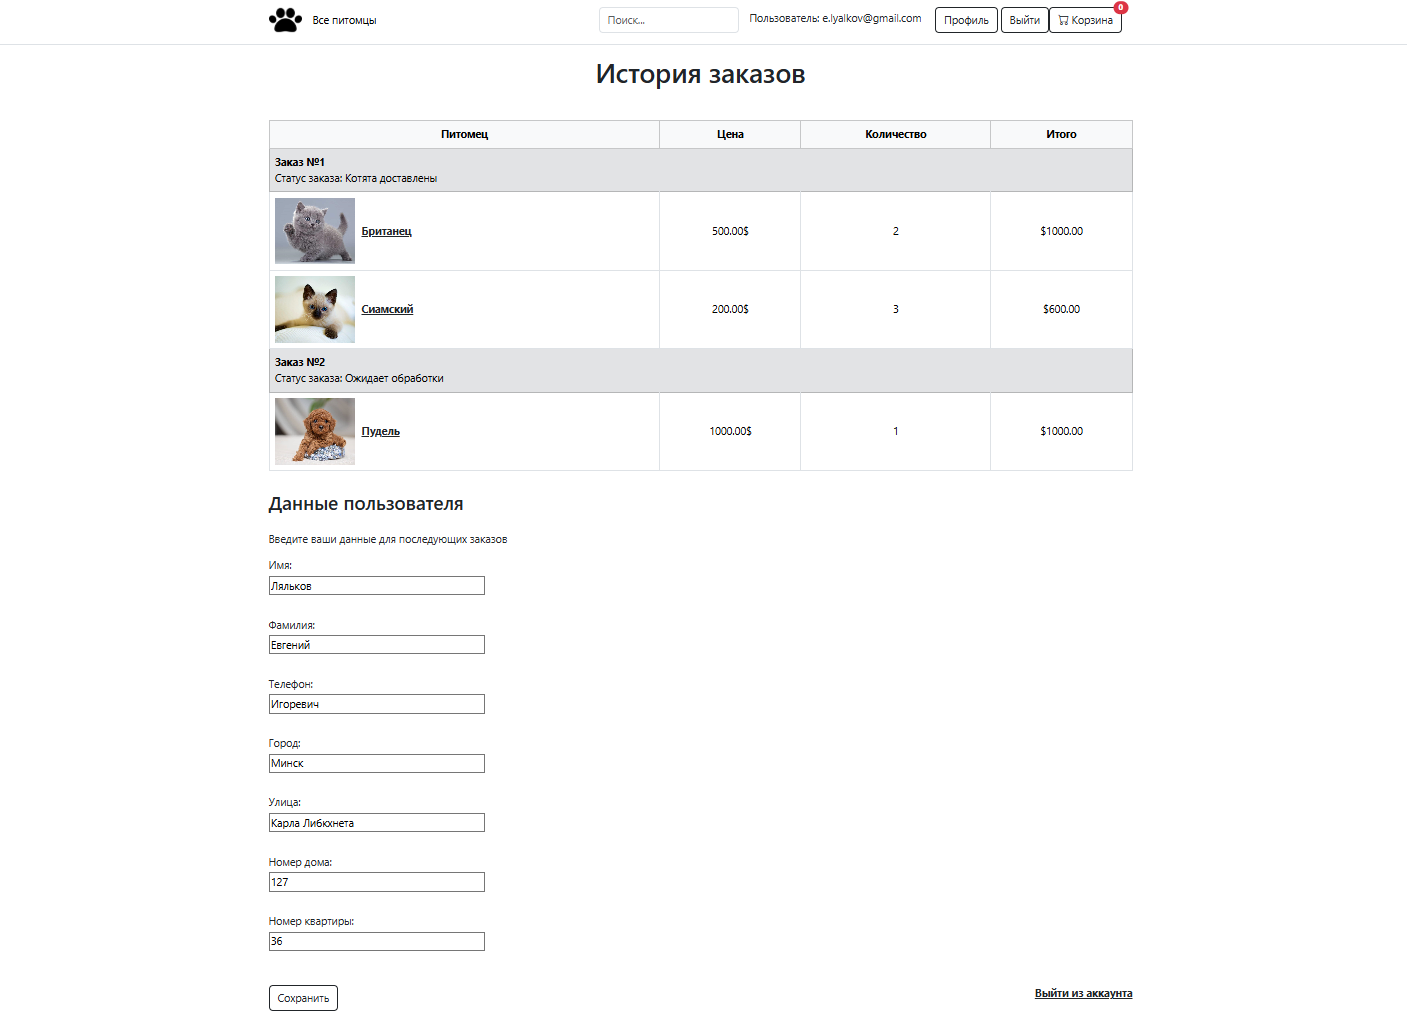 Все питомцы
Поиск...
Пользователь: e.lyalkov@gmail.com
Профиль
Выйти
Корзина
0
История заказов
Питомец Цена Количество Итого
Заказ №1
Статус заказа: Котята доставлены
Британец 500.00$ 2 $1000.00
Сиамский 200.00$ 3 $600.00
Заказ №2
Статус заказа: Ожидает обработки
Пудель 1000.00$ 1 $1000.00
Данные пользователя
Введите ваши данные для последующих заказов
Имя:
Ляльков
Фамилия:
Евгений
Телефон:
Игоревич
Город:
Минск
Улица:
Карла Либкхнета
Номер дома:
127
Номер квартиры:
36
Сохранить
Выйти из аккаунта